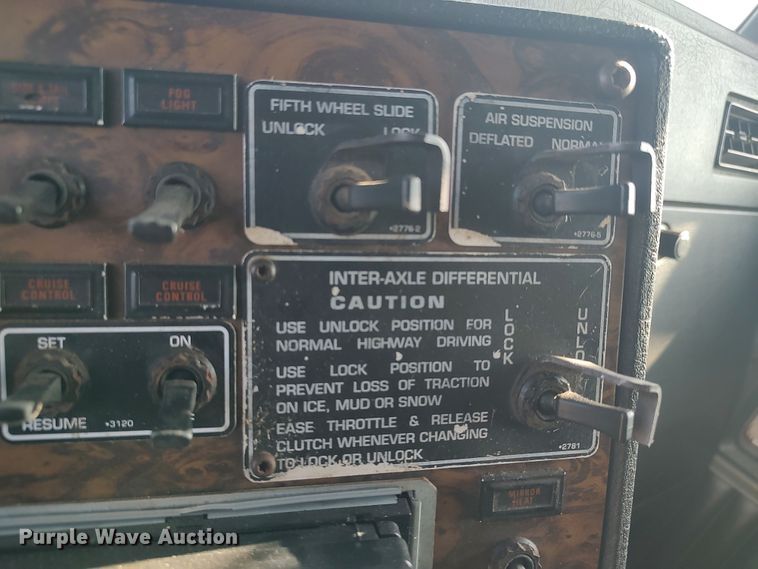 FOG
LIGHT
FIFTH WHEEL SLIDE
UNLOCK LOCK
+2776-2
AIR SUSPENSION
DEFLATED NORMAL
+2776-5
CRUISE
CONTROL
CRUISE
CONTROL
SET ON
RESUME +3120
INTER-AXLE DIFFERENTIAL
CAUTION
USE UNLOCK POSITION FOR
NORMAL HIGHWAY DRIVING
USE LOCK POSITION TO
PREVENT LOSS OF TRACTION
ON ICE, MUD OR SNOW
EASE THROTTLE & RELEASE
CLUTCH WHENEVER CHANGING
TO LOCK OR UNLOCK
LOCK
UNLO
+2781
MIRROR
HEAT
Purple Wave Auction